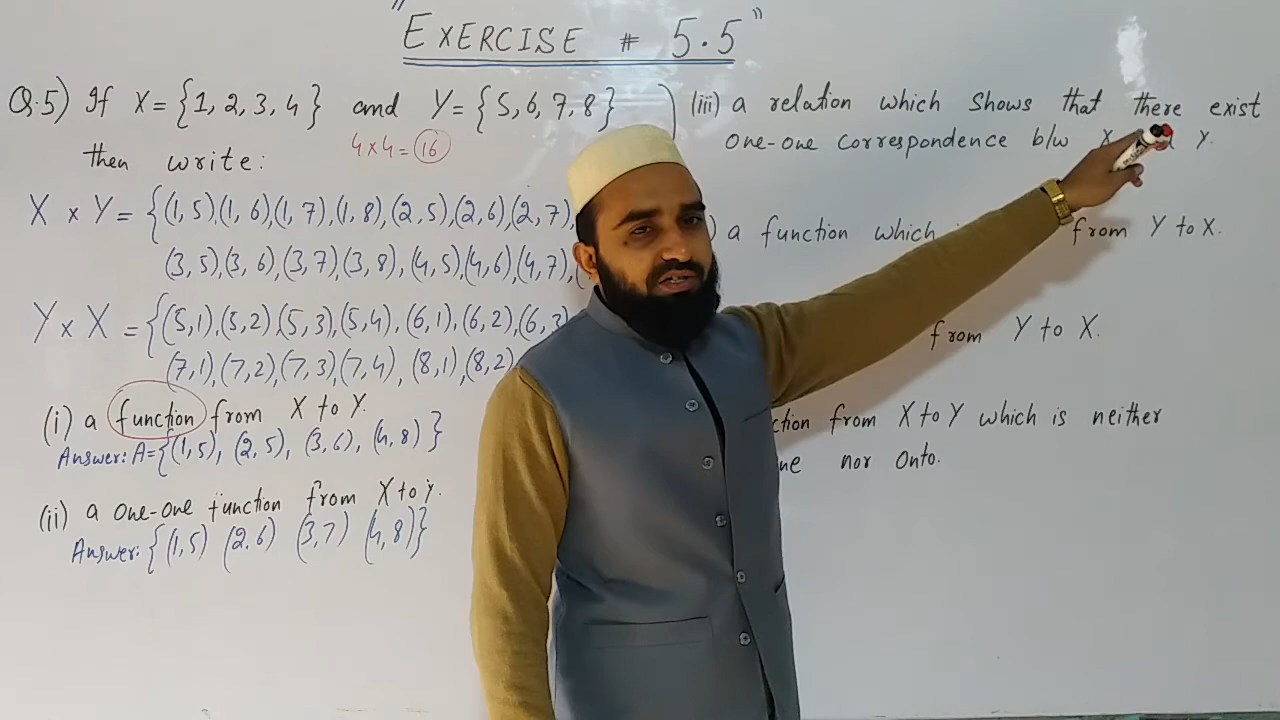 "EXERCISE # 5.5"
Q.5) If X = {1, 2, 3, 4} and Y = {5, 6, 7, 8}
4 x 4 = 16
then write:
X x Y = {(1, 5),(1, 6),(1, 7),(1, 8),(2, 5),(2, 6),(2, 7),
(3, 5),(3, 6),(3, 7),(3, 8),(4, 5),(4, 6),(4, 7),
Y x X = {(5,1),(5,2),(5,3),(5,4),(6,1),(6,2),(6,3
(7,1),(7,2),(7,3),(7,4),(8,1),(8,2)
(i) a function from X to Y.
Answer: A={(1,5), (2,5), (3,6), (4,8)}
(ii) a one-one function from X to Y.
Answer: {(1,5) (2,6) (3,7) (4,8)}
(iii) a relation which shows that there exist
one-one correspondence b/w X Y.
) a function which from Y to X.
from Y to X.
from X to Y which is neither
nor onto.